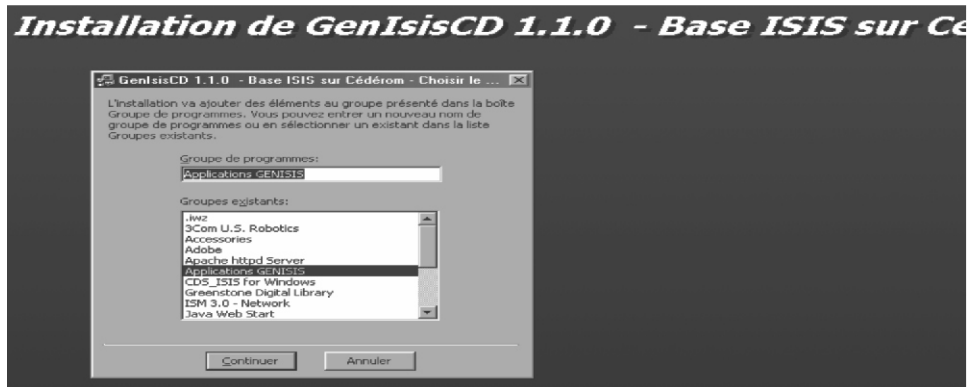 Installation de GenIsisCD 1.1.0 - Base ISIS sur Cé
GenIsisCD 1.1.0 - Base ISIS sur Cédérom - Choisir le ...
L'installation va ajouter des éléments au groupe présenté dans la boîte
Groupe de programmes. Vous pouvez entrer un nouveau nom de
groupe de programmes ou en sélectionner un existant dans la liste
Groupes existants.
Groupe de programmes:
Applications GENISIS
Groupes existants:
.iwz
3Com U.S. Robotics
Accessories
Adobe
Apache httpd Server
Applications GENISIS
CDS_ISIS for Windows
Greenstone Digital Library
ISM 3.0 - Network
Java Web Start
Continuer
Annuler